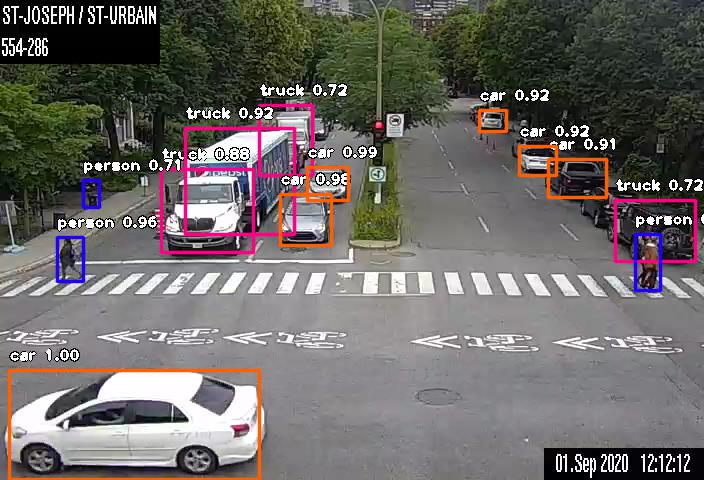 ST-JOSEPH / ST-URBAIN
554-286
truck 0.72
car 0.92
truck 0.92
car 0.92
car 0.91
truck 0.88
car 0.99
person 0.71
car 0.98
truck 0.72
person 0.96
person
car 1.00
01.Sep 2020 12:12:12